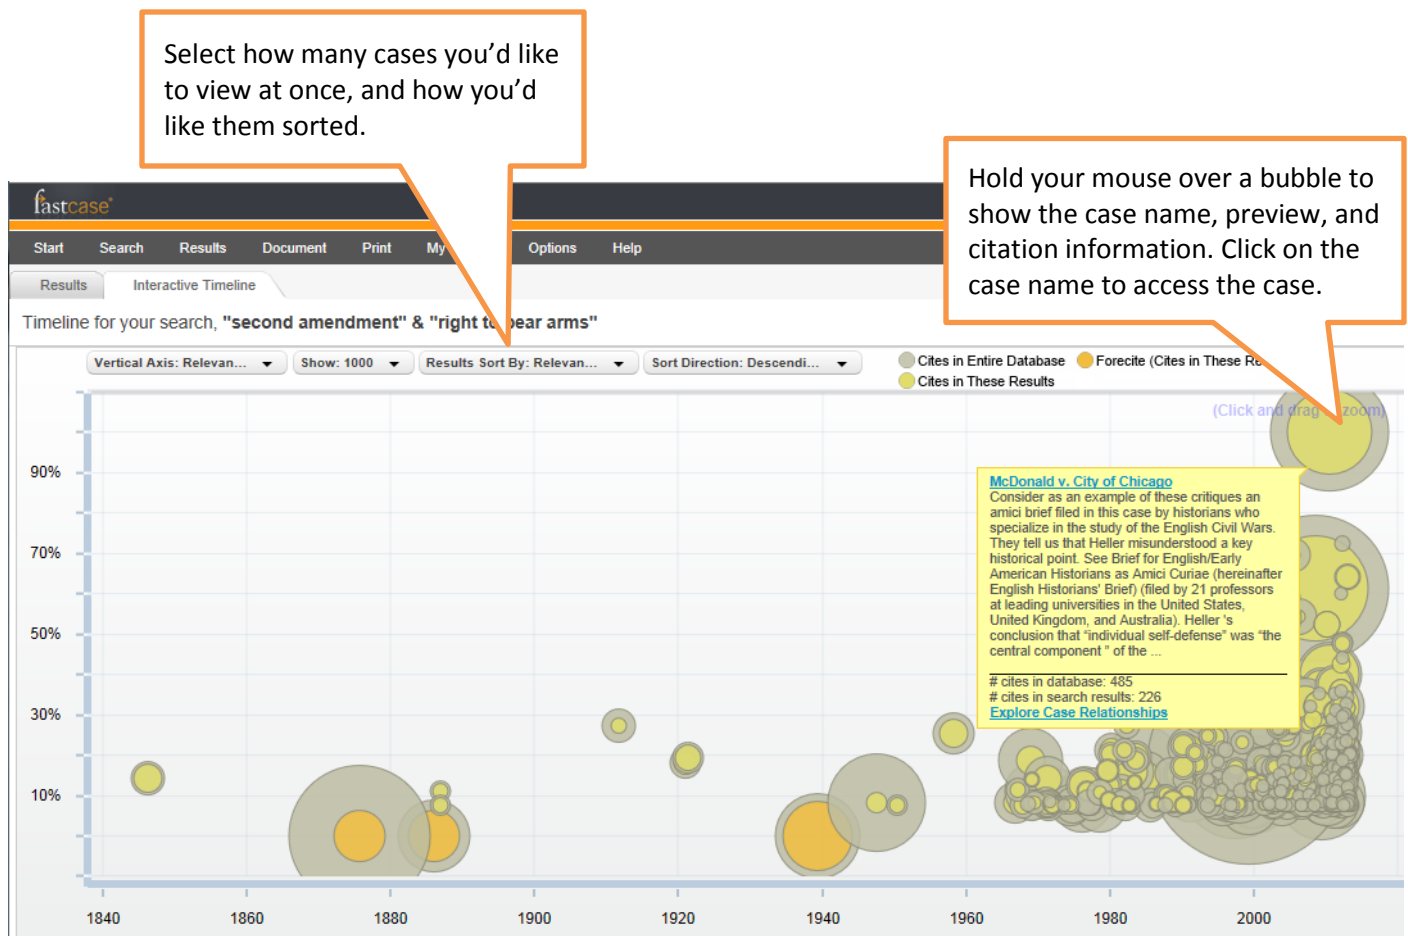 Select how many cases you’d like
to view at once, and how you’d
like them sorted.
Hold your mouse over a bubble to
show the case name, preview, and
citation information. Click on the
case name to access the case.
fastcase
Start Search Results Document Print My Options Help
Results Interactive Timeline
Timeline for your search, "second amendment" & "right to bear arms"
Vertical Axis: Relevan... Show: 1000 Results Sort By: Relevan... Sort Direction: Descendi...
Cites in Entire Database Forecite (Cites in These Re
Cites in These Results
(Click and drag zoom)
McDonald v. City of Chicago
Consider as an example of these critiques an
amici brief filed in this case by historians who
specialize in the study of the English Civil Wars.
They tell us that Heller misunderstood a key
historical point. See Brief for English/Early
American Historians as Amici Curiae (hereinafter
English Historians' Brief) (filed by 21 professors
at leading universities in the United States,
United Kingdom, and Australia). Heller 's
conclusion that “individual self-defense” was “the
central component ” of the ...
# cites in database: 485
# cites in search results: 226
Explore Case Relationships
90%
70%
50%
30%
10%
1840 1860 1880 1900 1920 1940 1960 1980 2000